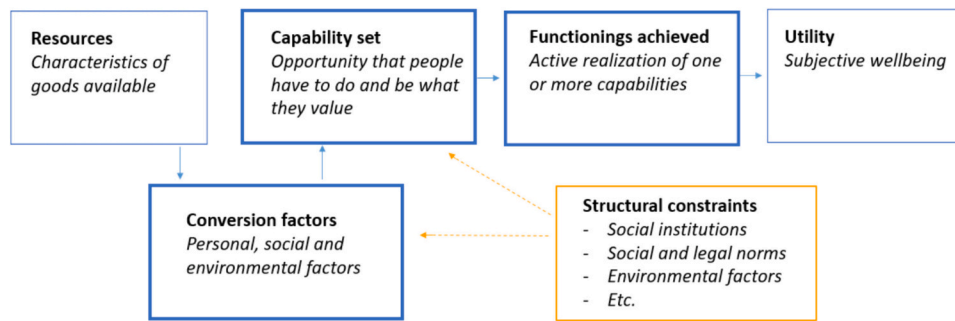 Resources
Characteristics of
goods available
Capability set
Opportunity that people
have to do and be what
they value
Functionings achieved
Active realization of one
or more capabilities
Utility
Subjective wellbeing
Conversion factors
Personal, social and
environmental factors
Structural constraints
- Social institutions
- Social and legal norms
- Environmental factors
- Etc.